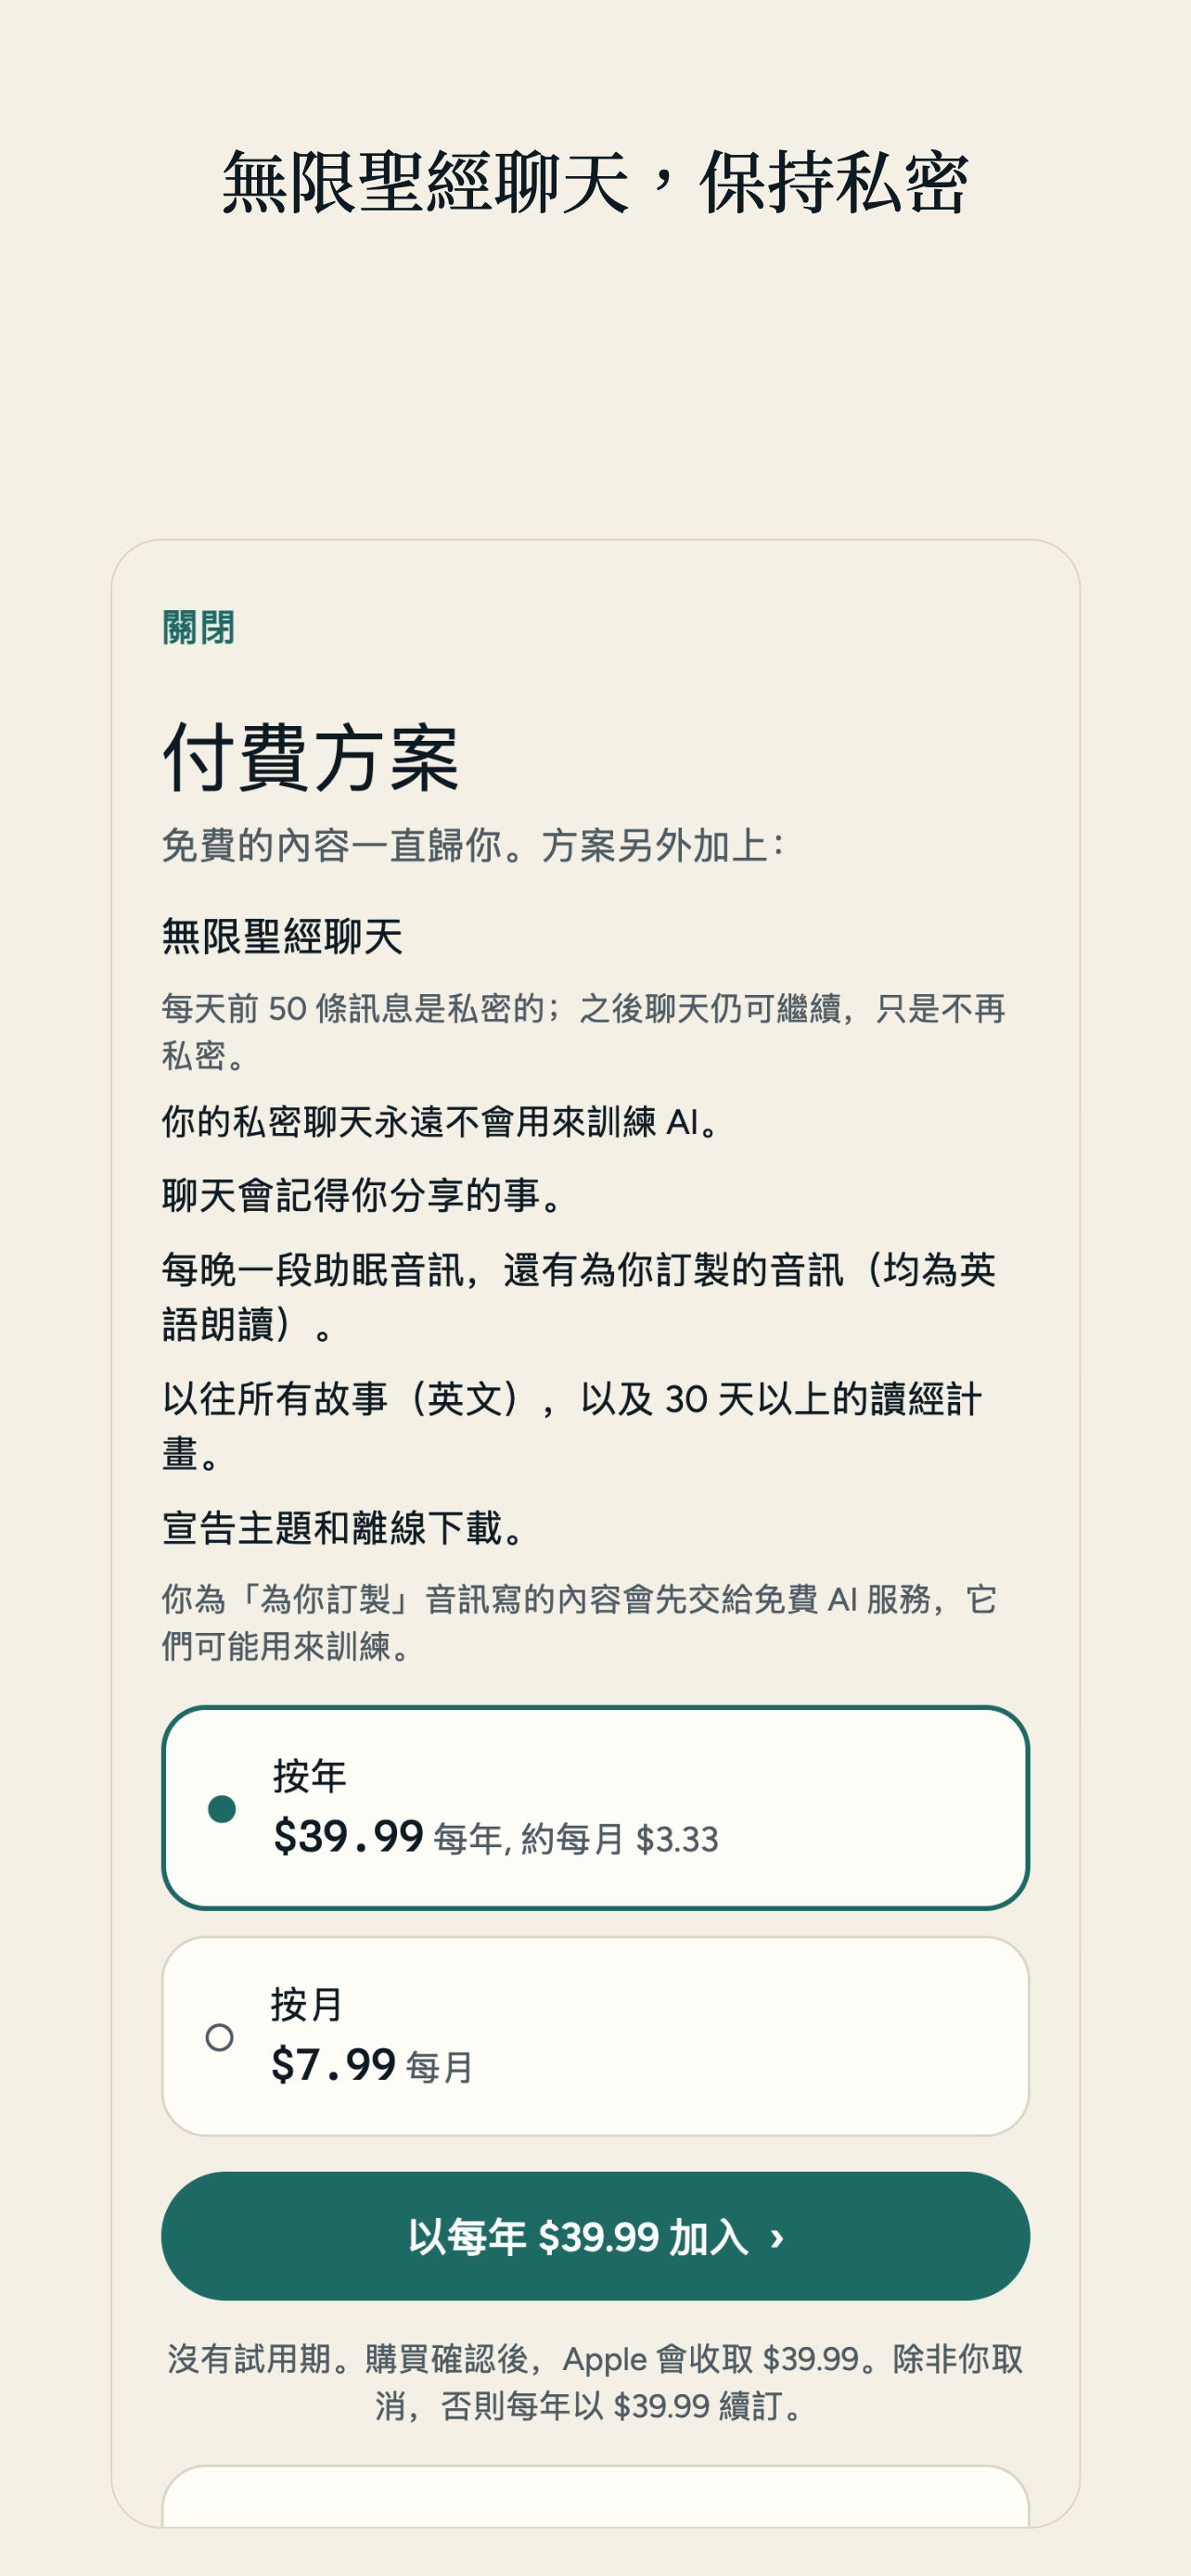 無限聖經聊天，保持私密
關閉
付費方案
免費的內容一直歸你。方案另外加上：
無限聖經聊天
每天前 50 條訊息是私密的；之後聊天仍可繼續，只是不再
私密。
你的私密聊天永遠不會用來訓練 AI。
聊天會記得你分享的事。
每晚一段助眠音訊，還有為你訂製的音訊（均為英
語朗讀）。
以往所有故事（英文），以及 30 天以上的讀經計
畫。
宣告主題和離線下載。
你為「為你訂製」音訊寫的內容會先交給免費 AI 服務，它
們可能用來訓練。
按年
$39.99 每年, 約每月 $3.33
按月
$7.99 每月
以每年 $39.99 加入 ›
沒有試用期。購買確認後，Apple 會收取 $39.99。除非你取
消，否則每年以 $39.99 續訂。